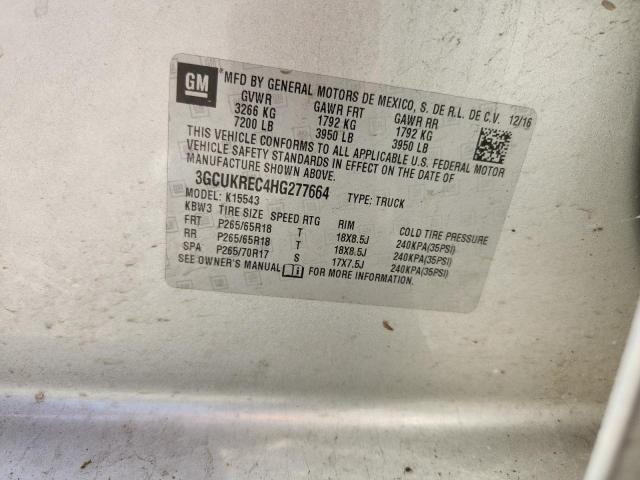 GM
MFD BY GENERAL MOTORS DE MEXICO, S. DE R.L. DE C.V. 12/16
GVWR GAWR FRT GAWR RR
3266 KG 1792 KG 1792 KG
7200 LB 3950 LB 3950 LB
THIS VEHICLE CONFORMS TO ALL APPLICABLE U.S. FEDERAL MOTOR
VEHICLE SAFETY STANDARDS IN EFFECT ON THE DATE OF
MANUFACTURE SHOWN ABOVE.
3GCUKREC4HG277664 TYPE: TRUCK
MODEL: K15543
KBW3 TIRE SIZE SPEED RTG RIM COLD TIRE PRESSURE
FRT P265/65R18 T 18X8.5J 240KPA(35PSI)
RR P265/65R18 T 18X8.5J 240KPA(35PSI)
SPA P265/70R17 S 17X7.5J 240KPA(35PSI)
SEE OWNER'S MANUAL FOR MORE INFORMATION.